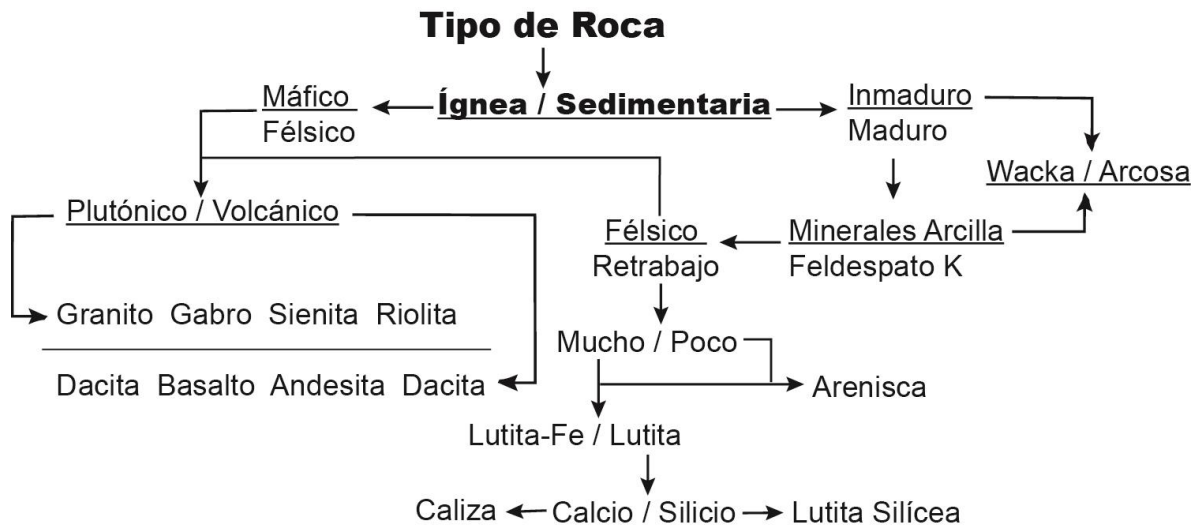 Tipo de Roca
Máfico
Félsico
Ígnea / Sedimentaria
Inmaduro
Maduro
Wacka / Arcosa
Plutónico / Volcánico
Félsico
Retrabajo
Minerales Arcilla
Feldespato K
Granito Gabro Sienita Riolita
Mucho / Poco
Dacita Basalto Andesita Dacita
Arenisca
Lutita-Fe / Lutita
Caliza
Calcio / Silicio
Lutita Silícea